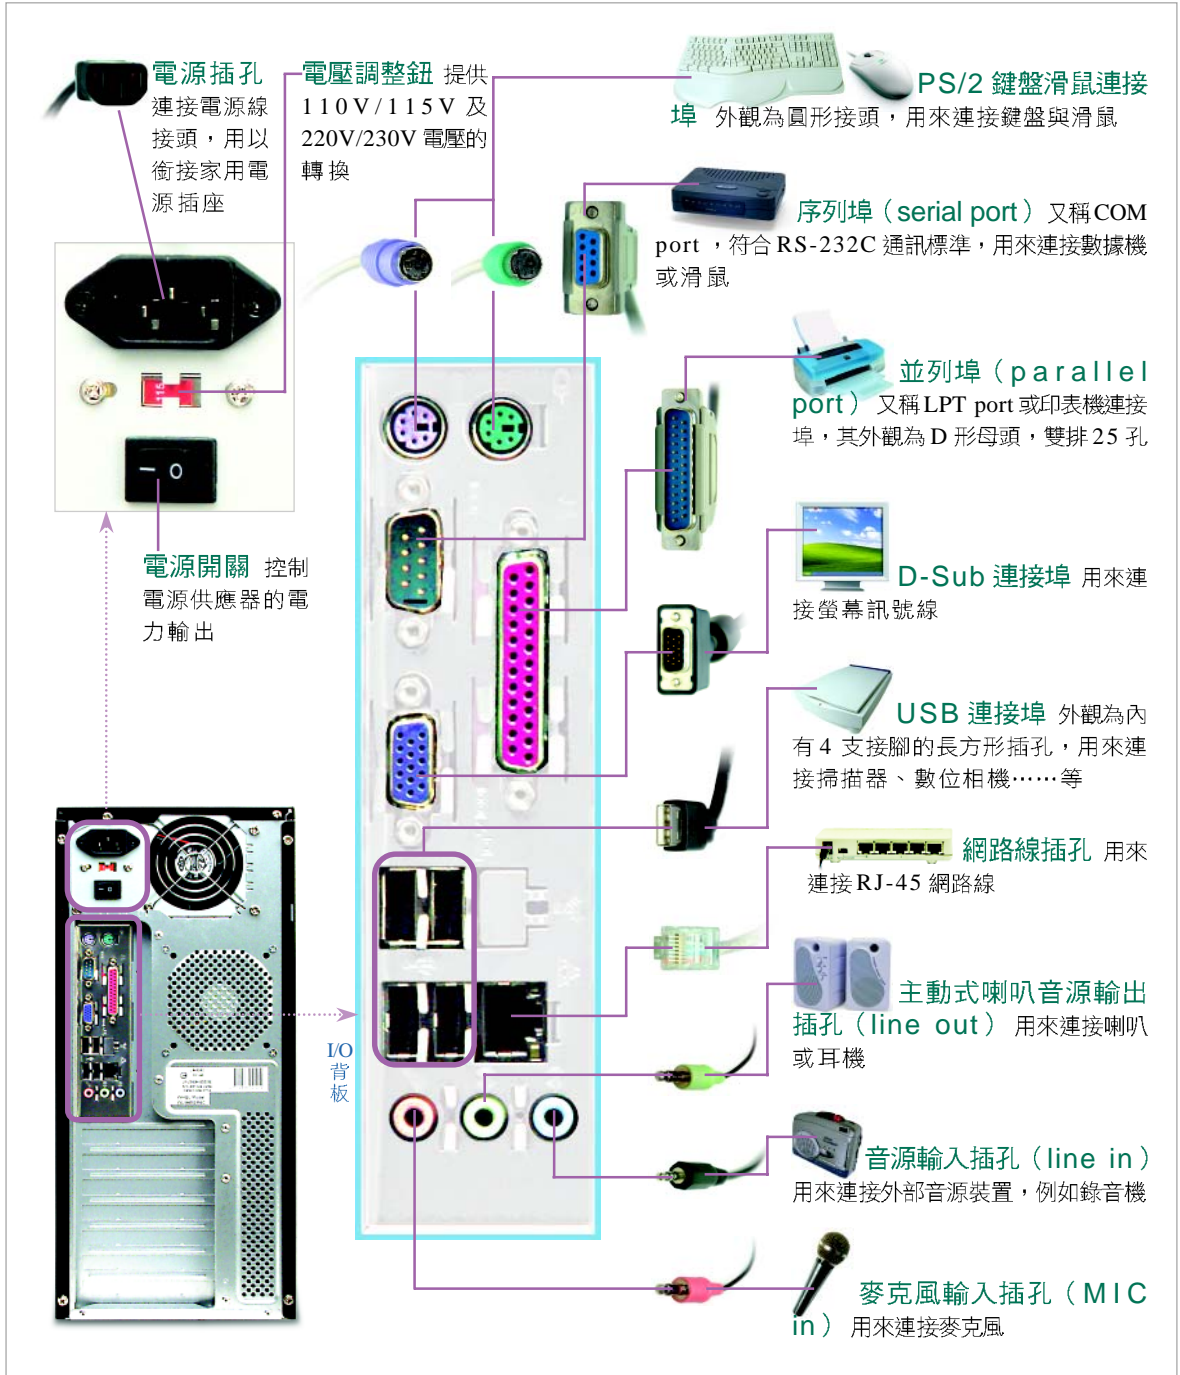 電源插孔
連接電源線
接頭，用以
銜接家用電
源插座
電壓調整鈕 提供
110V/115V 及
220V/230V 電壓的
轉換
PS/2 鍵盤滑鼠連接
埠 外觀為圓形接頭，用來連接鍵盤與滑鼠
序列埠（serial port）又稱COM
port ，符合RS-232C 通訊標準，用來連接數據機
或滑鼠
並列埠（parallel
port）又稱LPT port 或印表機連接
埠，其外觀為 D 形母頭，雙排 25 孔
115
電源開關 控制
電源供應器的電
力輸出
D-Sub 連接埠 用來連
接螢幕訊號線
USB 連接埠 外觀為內
有4 支接腳的長方形插孔，用來連
接掃描器、數位相機……等
網路線插孔 用來
連接RJ-45 網路線
主動式喇叭音源輸出
插孔（line out）用來連接喇叭
或耳機
I/O
背
板
音源輸入插孔（line in）
用來連接外部音源裝置，例如錄音機
麥克風輸入插孔（MIC
in）用來連接麥克風